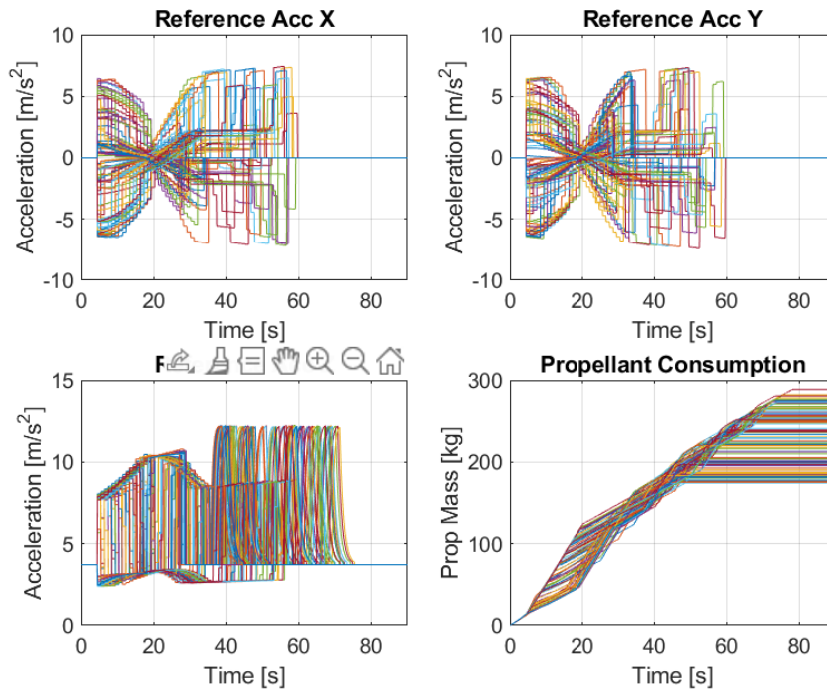 Reference Acc X
Acceleration [m/s²]
10
5
0
-5
-10
0 20 40 60 80
Time [s]
Reference Acc Y
Acceleration [m/s²]
10
5
0
-5
-10
0 20 40 60 80
Time [s]
Acceleration [m/s²]
15
10
5
0
0 20 40 60 80
Time [s]
Propellant Consumption
Prop Mass [kg]
300
200
100
0
0 20 40 60 80
Time [s]